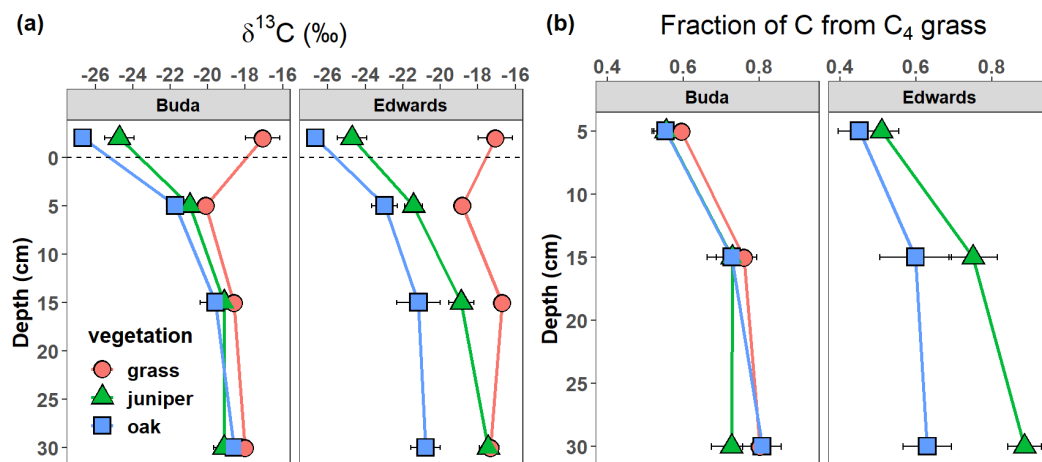 (a)
δ¹³C (‰)
-26 -24 -22 -20 -18 -16
-26 -24 -22 -20 -18 -16
Buda
Edwards
Depth (cm)
0
5
10
15
20
25
30
vegetation
grass
juniper
oak
(b)
Fraction of C from C₄ grass
0.4 0.6 0.8
0.4 0.6 0.8
Buda
Edwards
Depth (cm)
5
10
15
20
25
30